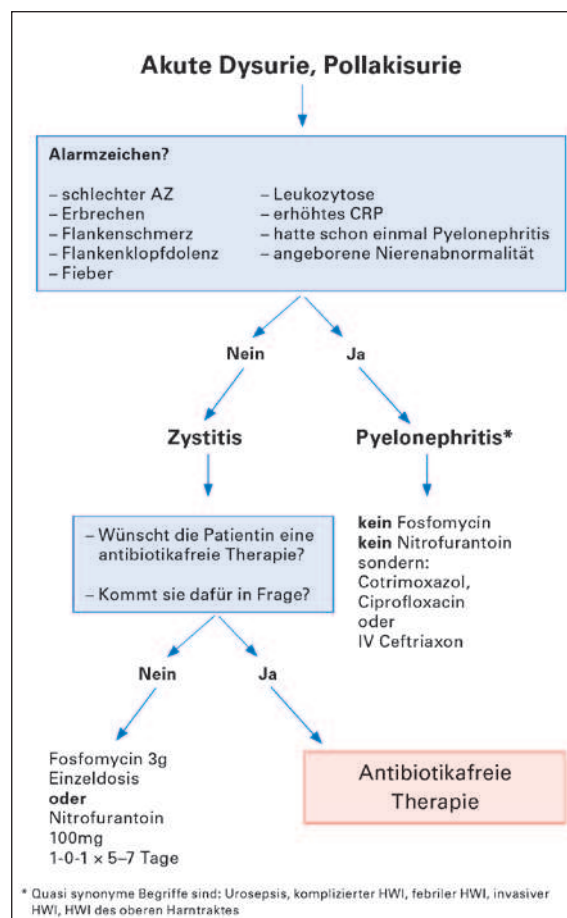 Akute Dysurie, Pollakisurie
Alarmzeichen?
– schlechter AZ
– Erbrechen
– Flankenschmerz
– Flankenklopfdolenz
– Fieber
– Leukozytose
– erhöhtes CRP
– hatte schon einmal Pyelonephritis
– angeborene Nierenabnormalität
Nein
Ja
Zystitis
Pyelonephritis*
– Wünscht die Patientin eine
antibiotikafreie Therapie?
– Kommt sie dafür in Frage?
kein Fosfomycin
kein Nitrofurantoin
sondern:
Cotrimoxazol,
Ciprofloxacin
oder
IV Ceftriaxon
Nein
Ja
Fosfomycin 3g
Einzeldosis
oder
Nitrofurantoin
100mg
1-0-1 × 5–7 Tage
Antibiotikafreie
Therapie
* Quasi synonyme Begriffe sind: Urosepsis, komplizierter HWI, febriler HWI, invasiver
HWI, HWI des oberen Harntraktes